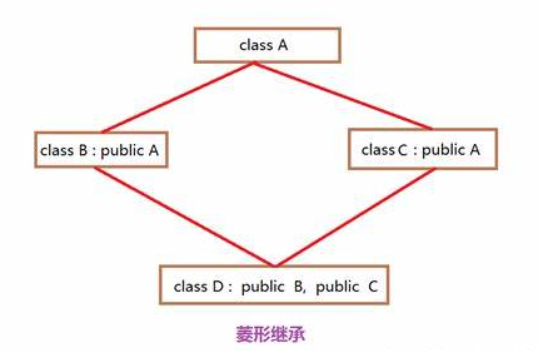 class A
class B : public A
class C : public A
class D : public B, public C
菱形继承